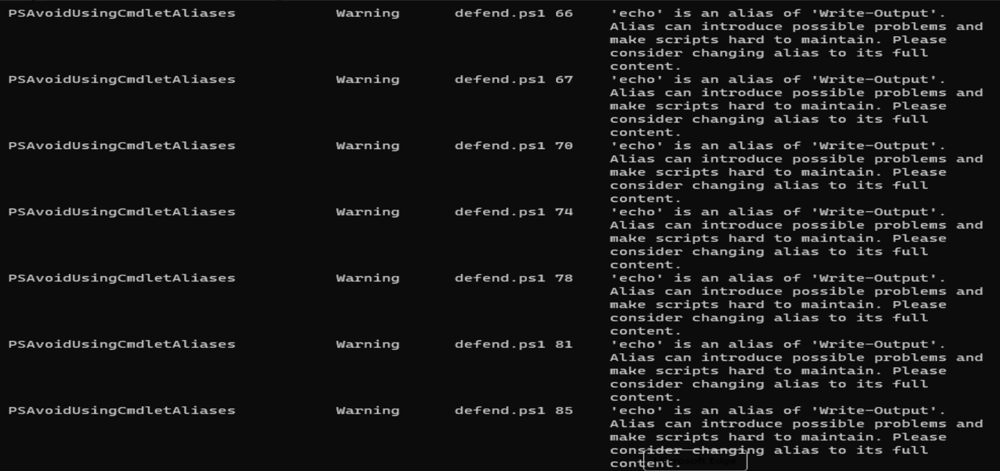 PSAvoidUsingCmdletAliases Warning defend.ps1 66 'echo' is an alias of 'Write-Output'.
Alias can introduce possible problems and
make scripts hard to maintain. Please
consider changing alias to its full
content.
PSAvoidUsingCmdletAliases Warning defend.ps1 67 'echo' is an alias of 'Write-Output'.
Alias can introduce possible problems and
make scripts hard to maintain. Please
consider changing alias to its full
content.
PSAvoidUsingCmdletAliases Warning defend.ps1 70 'echo' is an alias of 'Write-Output'.
Alias can introduce possible problems and
make scripts hard to maintain. Please
consider changing alias to its full
content.
PSAvoidUsingCmdletAliases Warning defend.ps1 74 'echo' is an alias of 'Write-Output'.
Alias can introduce possible problems and
make scripts hard to maintain. Please
consider changing alias to its full
content.
PSAvoidUsingCmdletAliases Warning defend.ps1 78 'echo' is an alias of 'Write-Output'.
Alias can introduce possible problems and
make scripts hard to maintain. Please
consider changing alias to its full
content.
PSAvoidUsingCmdletAliases Warning defend.ps1 81 'echo' is an alias of 'Write-Output'.
Alias can introduce possible problems and
make scripts hard to maintain. Please
consider changing alias to its full
content.
PSAvoidUsingCmdletAliases Warning defend.ps1 85 'echo' is an alias of 'Write-Output'.
Alias can introduce possible problems and
make scripts hard to maintain. Please
consider changing alias to its full
content.
Edge